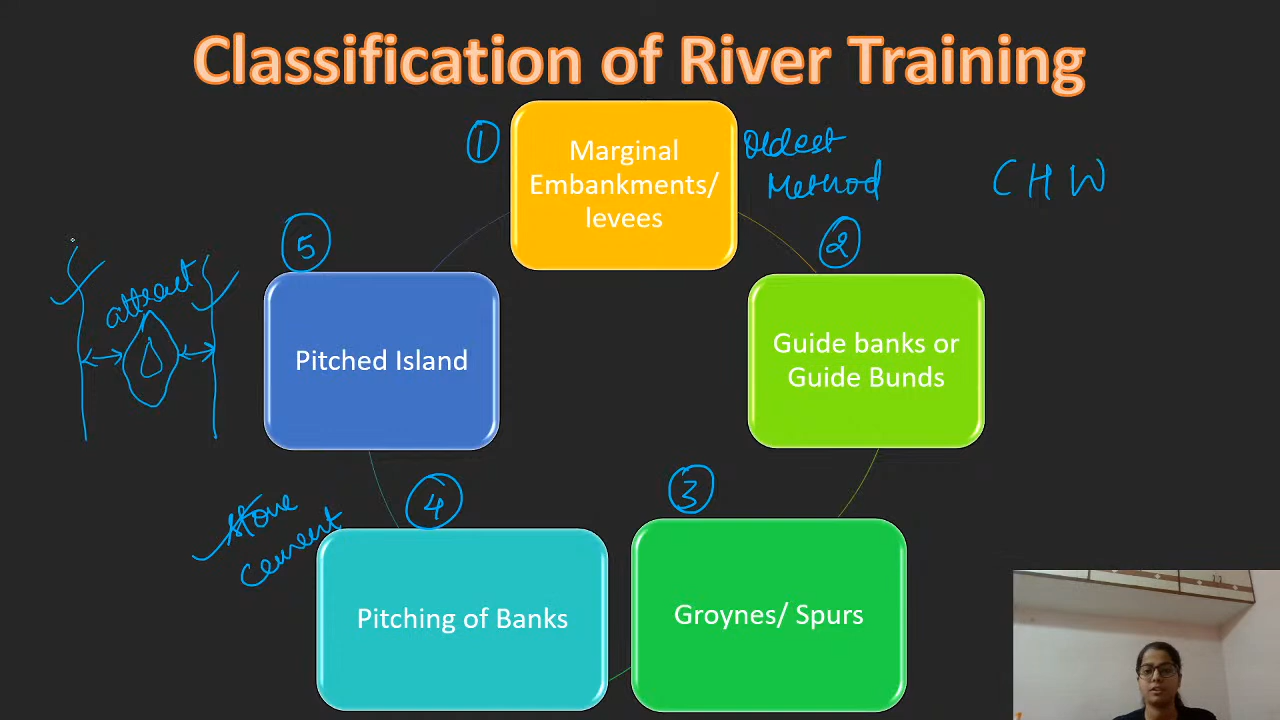 Classification of River Training
①
Marginal
Embankments/
levees
Oldest
Method
C H W
②
Guide banks or
Guide Bunds
③
Groynes/ Spurs
④
Pitching of Banks
stone
cement
⑤
Pitched Island
attract